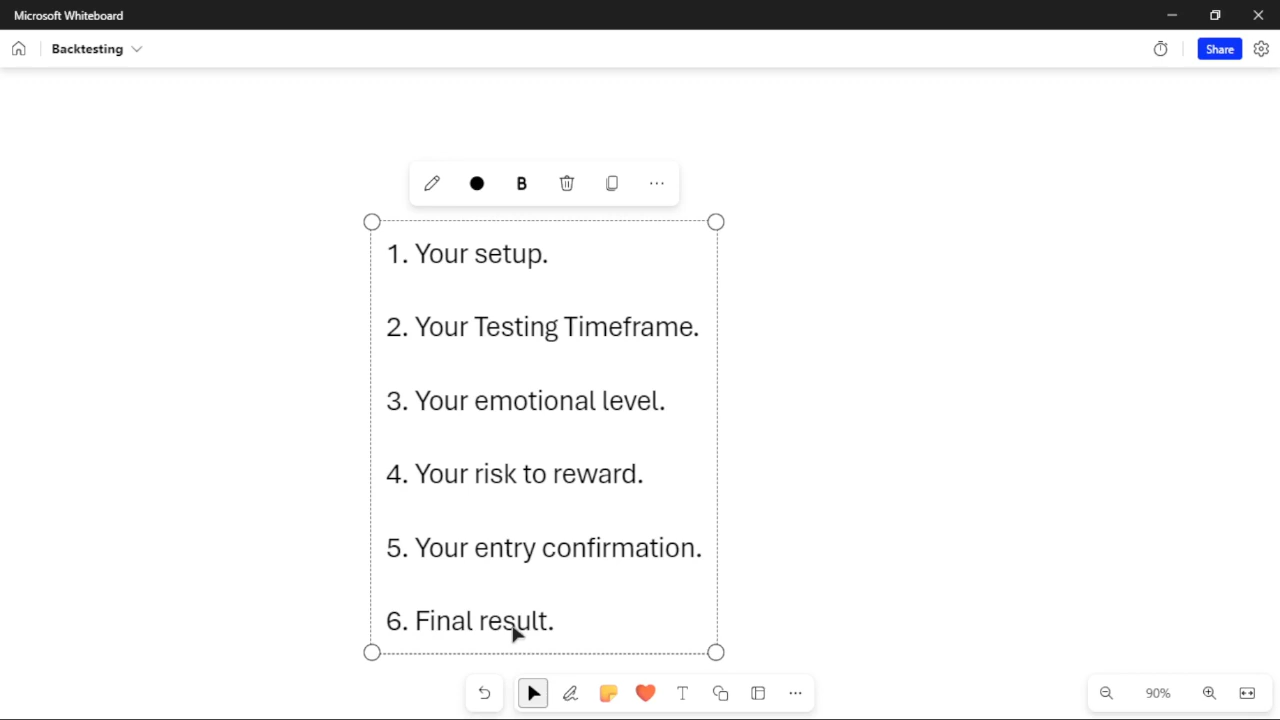 Microsoft Whiteboard
Backtesting
Share
B
1. Your setup.
2. Your Testing Timeframe.
3. Your emotional level.
4. Your risk to reward.
5. Your entry confirmation.
6. Final result.
T
90%